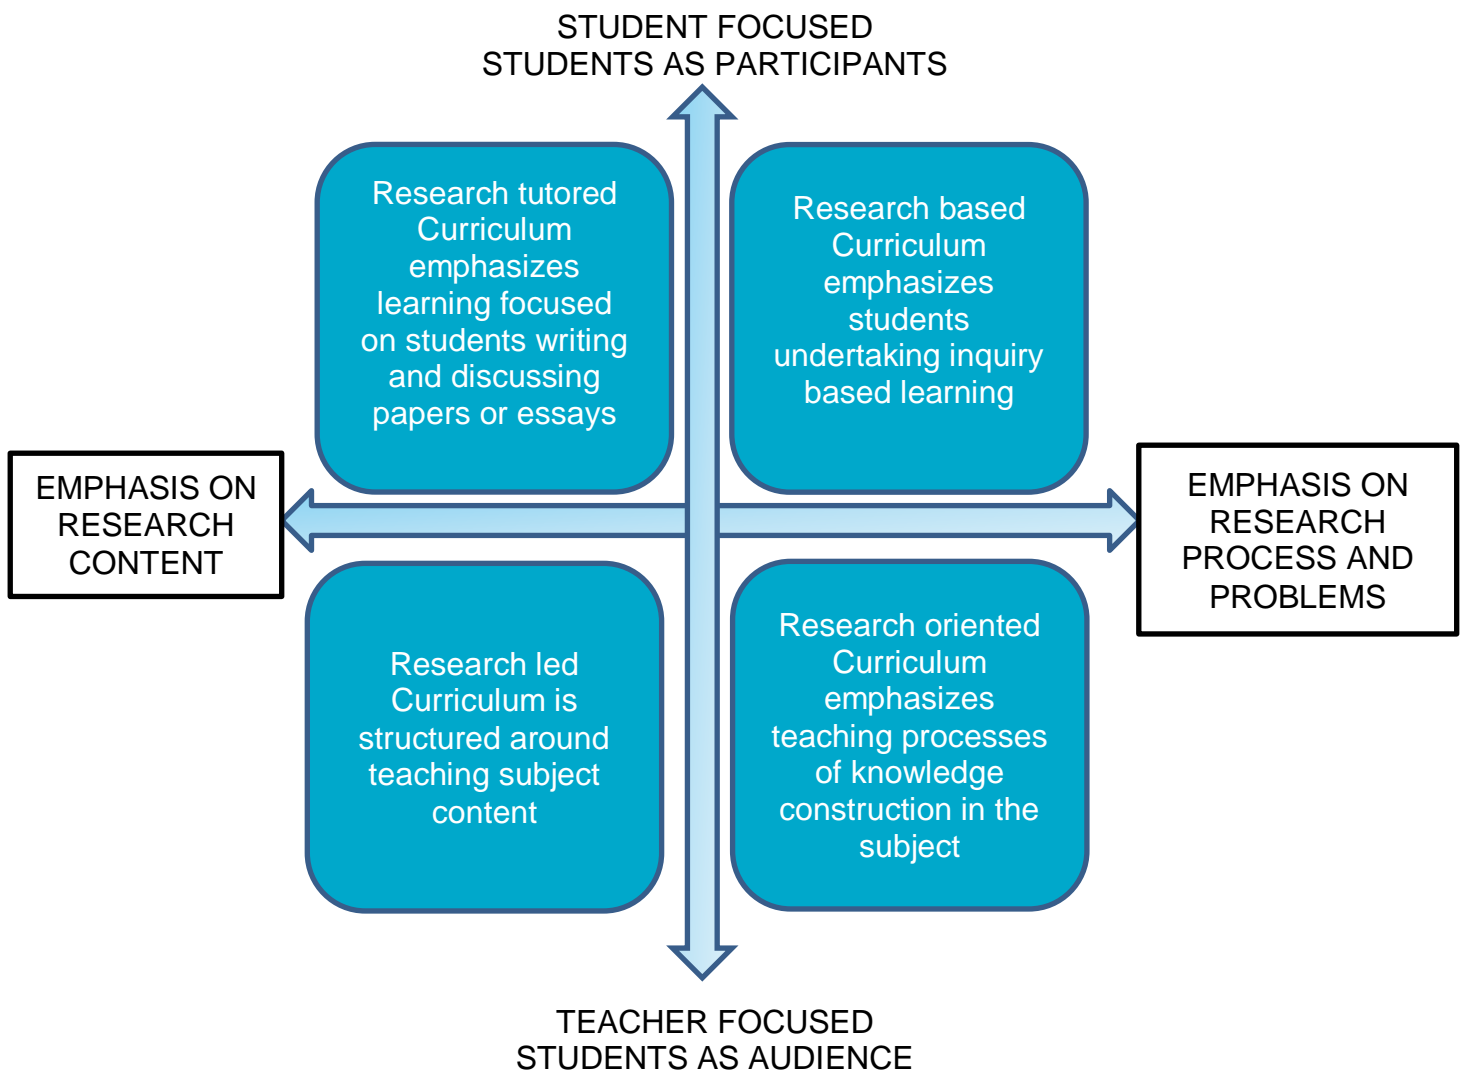 STUDENT FOCUSED
STUDENTS AS PARTICIPANTS
Research tutored
Curriculum
emphasizes
learning focused
on students writing
and discussing
papers or essays
Research based
Curriculum
emphasizes
students
undertaking inquiry
based learning
EMPHASIS ON
RESEARCH
CONTENT
EMPHASIS ON
RESEARCH
PROCESS AND
PROBLEMS
Research led
Curriculum is
structured around
teaching subject
content
Research oriented
Curriculum
emphasizes
teaching processes
of knowledge
construction in the
subject
TEACHER FOCUSED
STUDENTS AS AUDIENCE